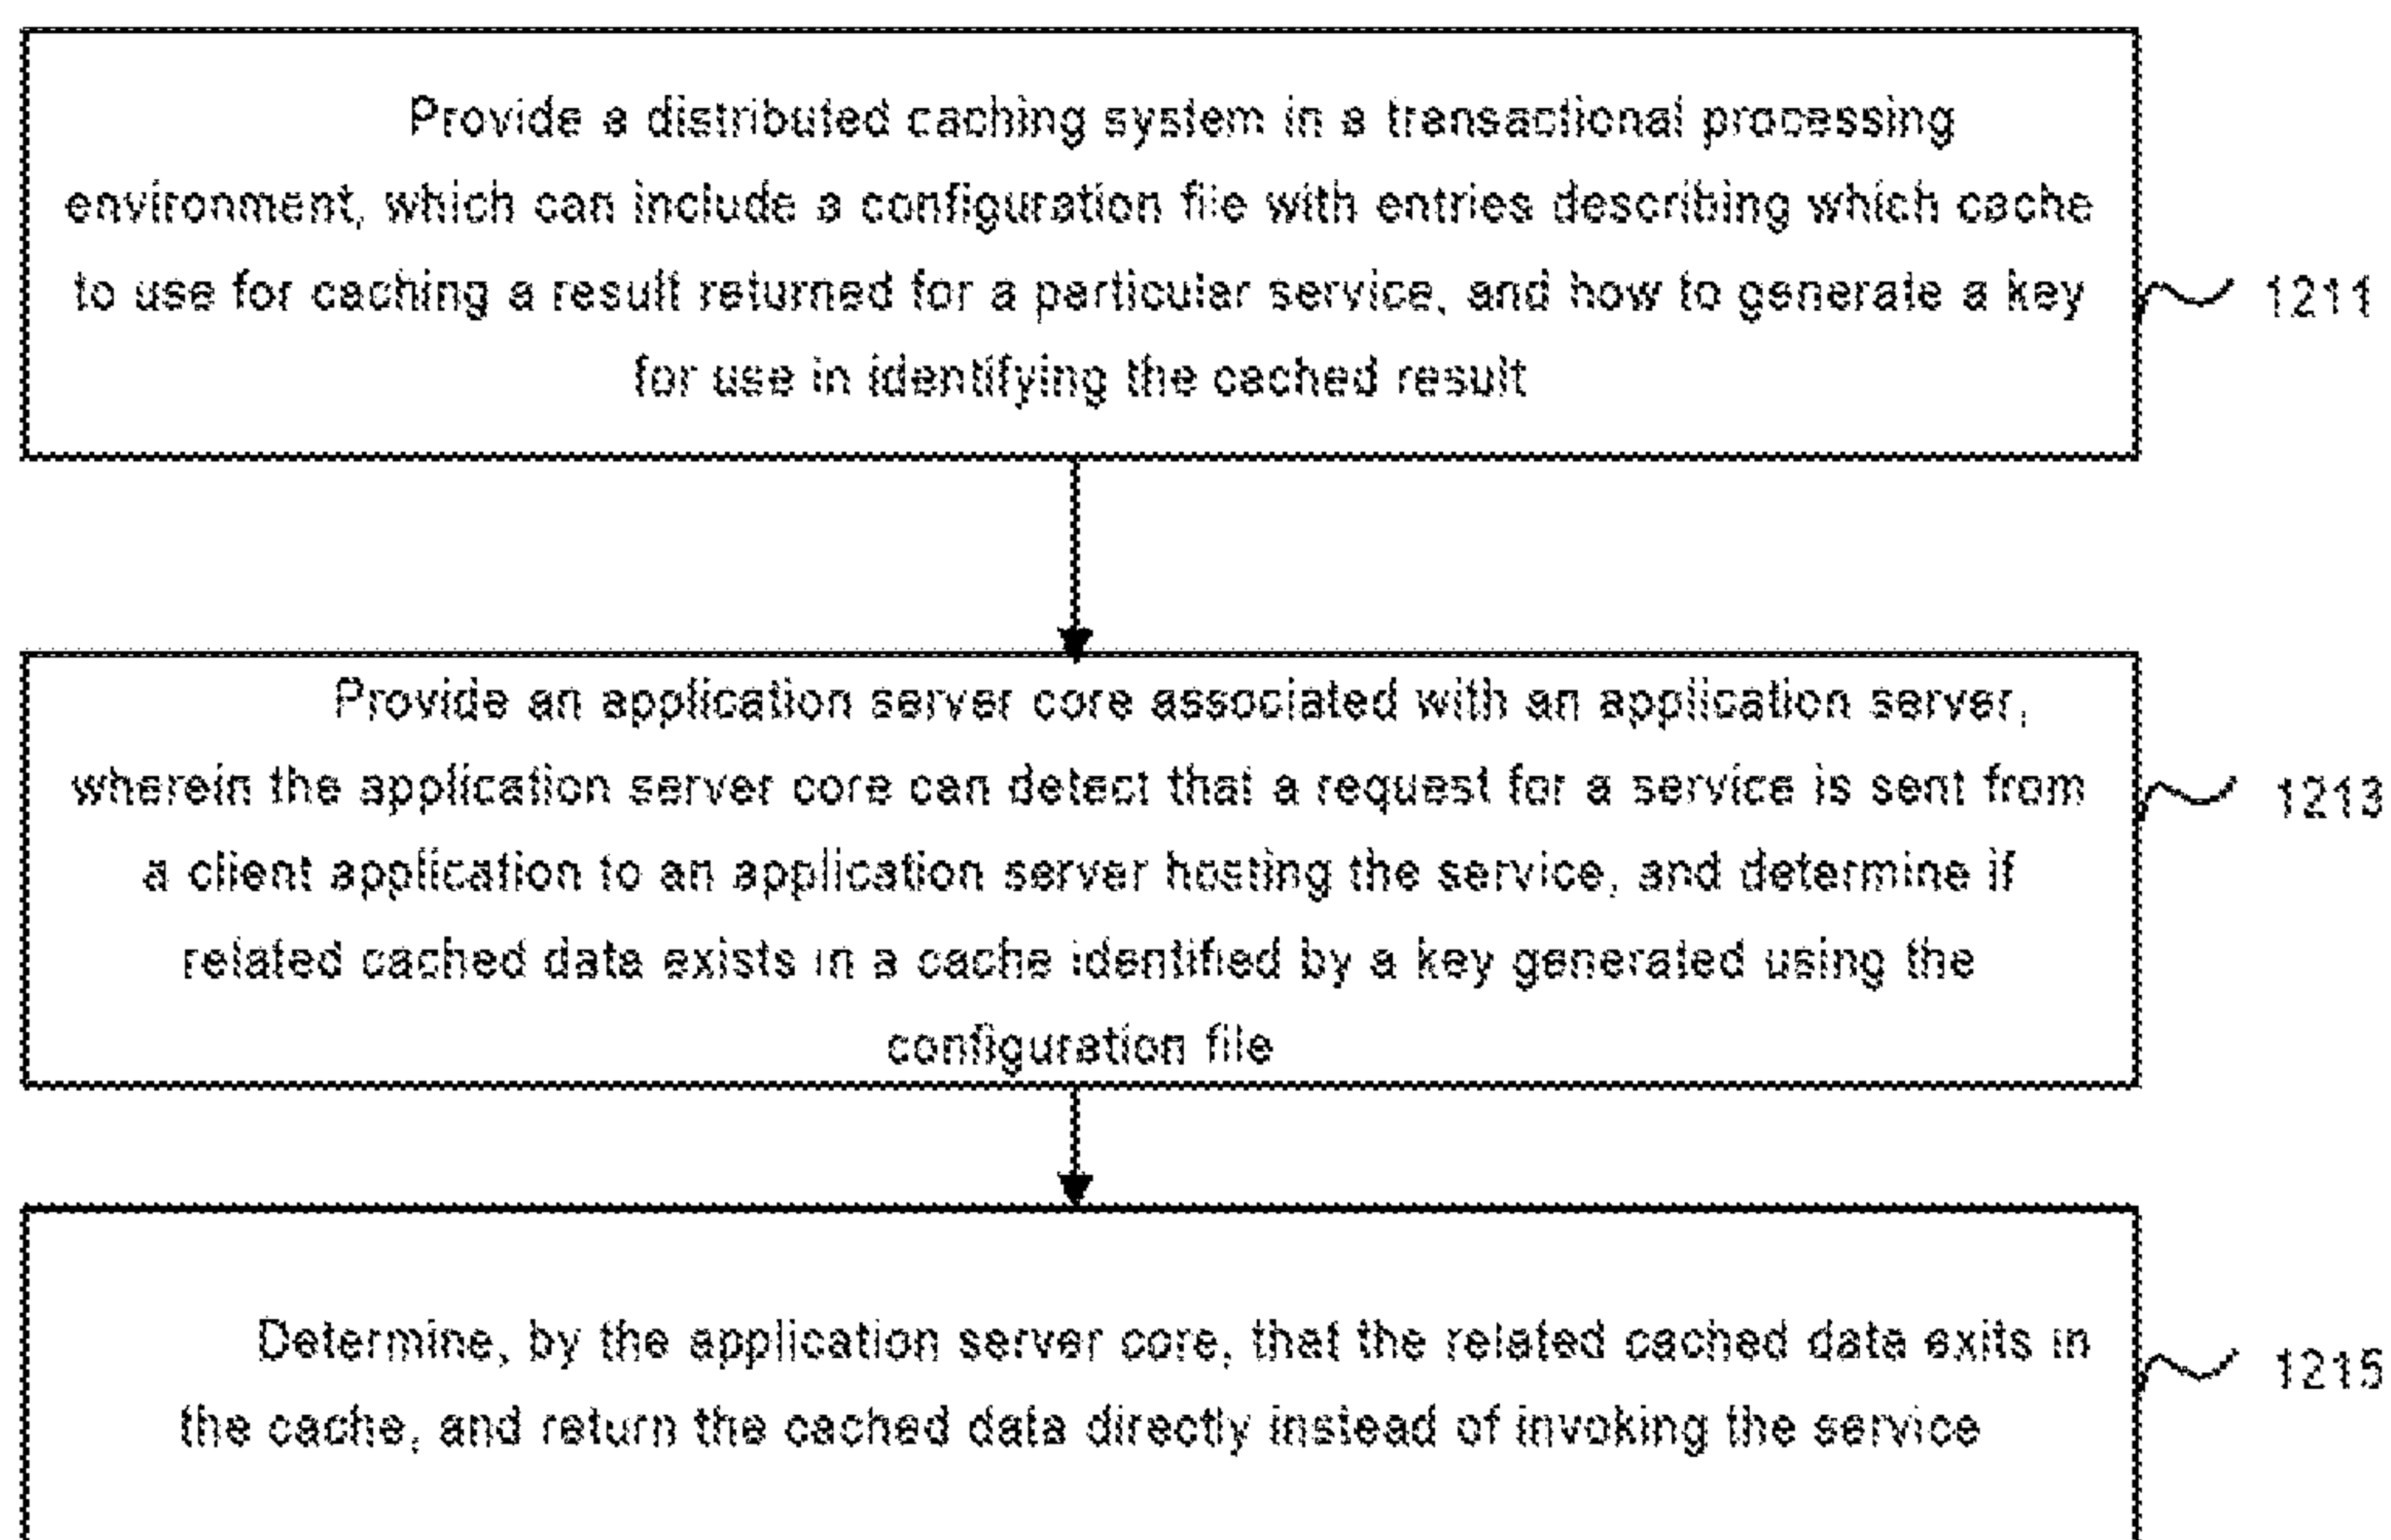 Provide a distributed caching system in a transactional processing
environment, which can include a configuration file with entries describing which cache
to use for caching a result returned for a particular service, and how to generate a key
for use in identifying the cached result
1211
Provide an application server core associated with an application server,
wherein the application server core can detect that a request for a service is sent from
a client application to an application server hosting the service, and determine if
related cached data exists in a cache identified by a key generated using the
configuration file
1213
Determine, by the application server core, that the related cached data exits in
the cache, and return the cached data directly instead of invoking the service
1215